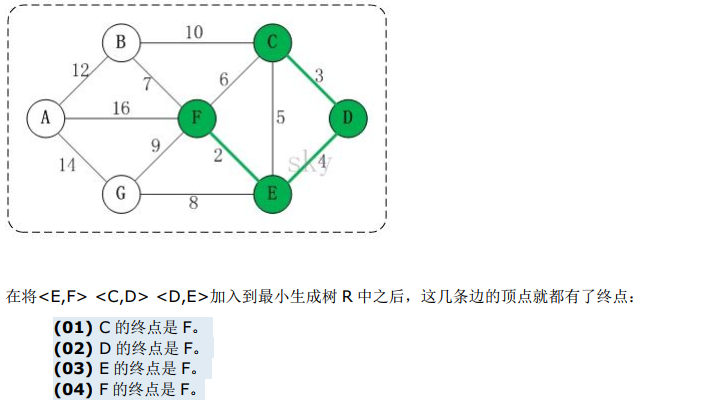 B
10
C
12
7
6
3
A
16
F
5
D
9
2
sky
4
14
G
8
E
在将<E,F> <C,D> <D,E>加入到最小生成树 R 中之后，这几条边的顶点就都有了终点：
(01) C 的终点是 F。
(02) D 的终点是 F。
(03) E 的终点是 F。
(04) F 的终点是 F。